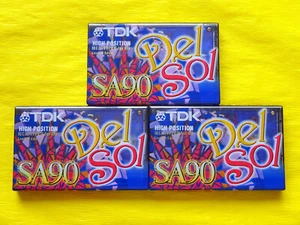 TDK
Del
HIGH POSITION
Sol
SA90
TDK
Del
HIGH POSITION
Sol
SA90
TDK
Del
HIGH POSITION
Sol
SA90